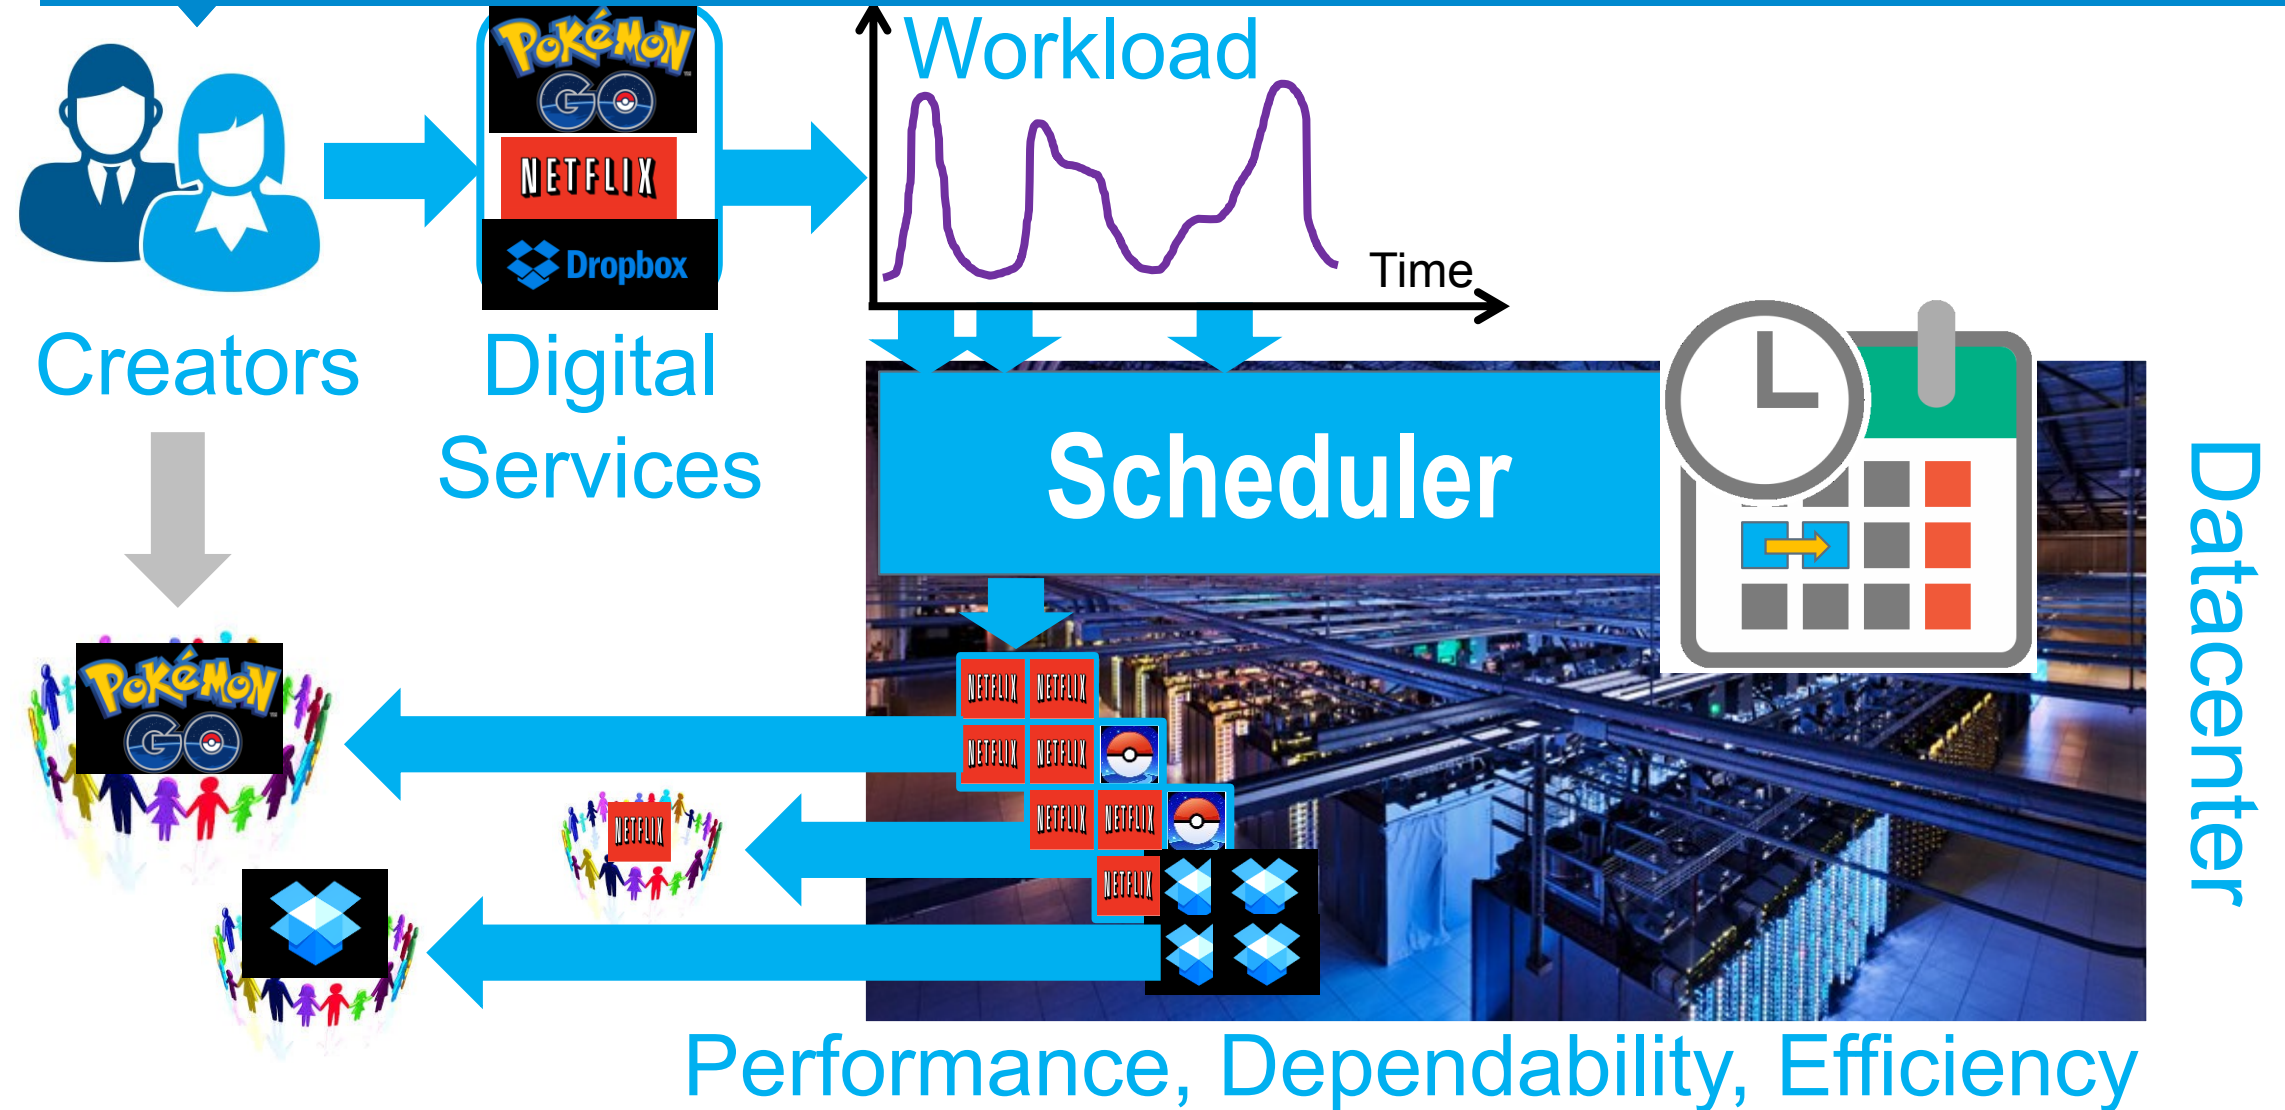 POKÉMON
GO
NETFLIX
Dropbox
Workload
Time
Creators
Digital
Services
Scheduler
Datacenter
POKÉMON
GO
NETFLIX NETFLIX
NETFLIX NETFLIX
NETFLIX NETFLIX
NETFLIX
NETFLIX
Performance, Dependability, Efficiency